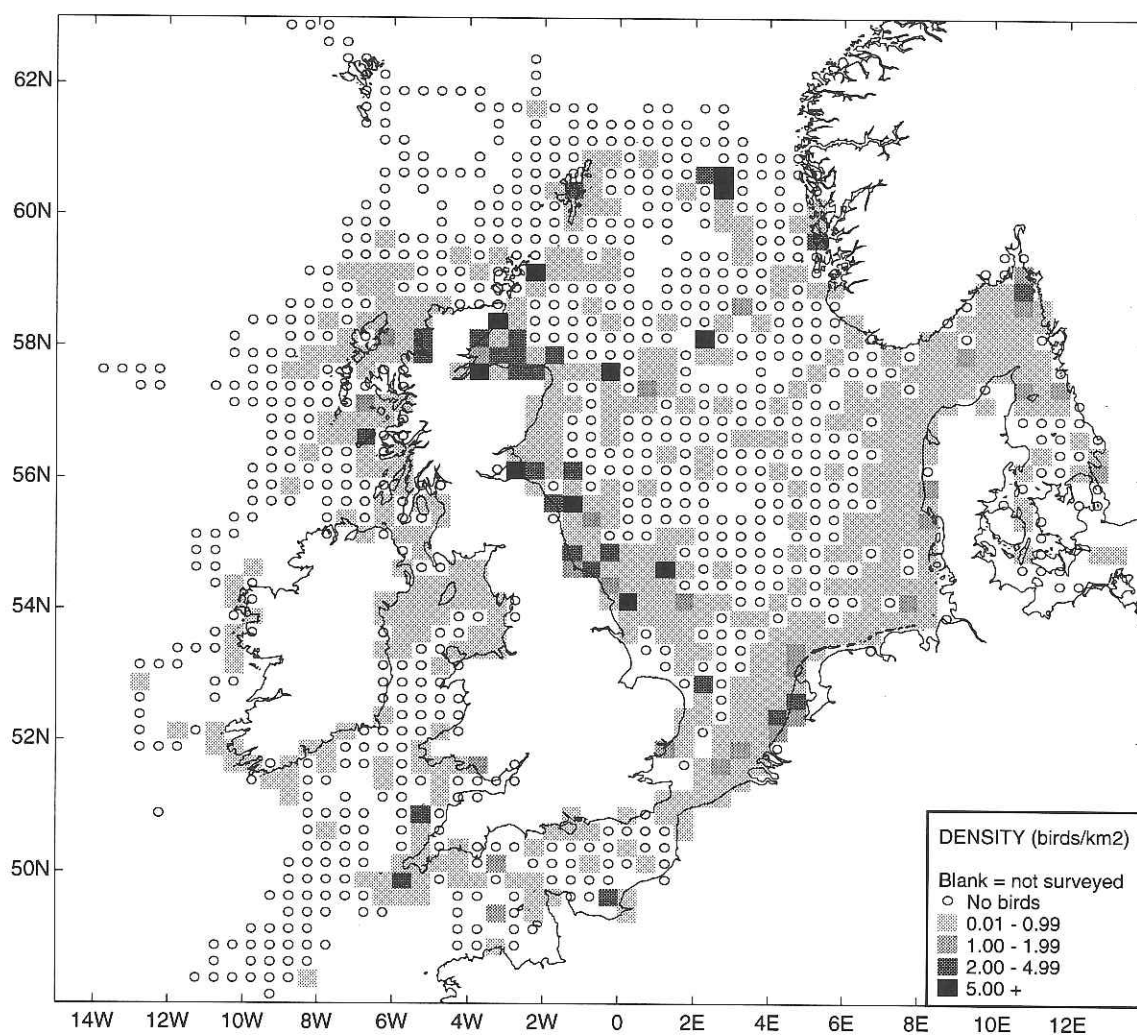 62N
60N
58N
56N
54N
52N
50N
14W 12W 10W 8W 6W 4W 2W 0 2E 4E 6E 8E 10E 12E
DENSITY (birds/km2)
Blank = not surveyed
No birds
0.01 - 0.99
1.00 - 1.99
2.00 - 4.99
5.00 +